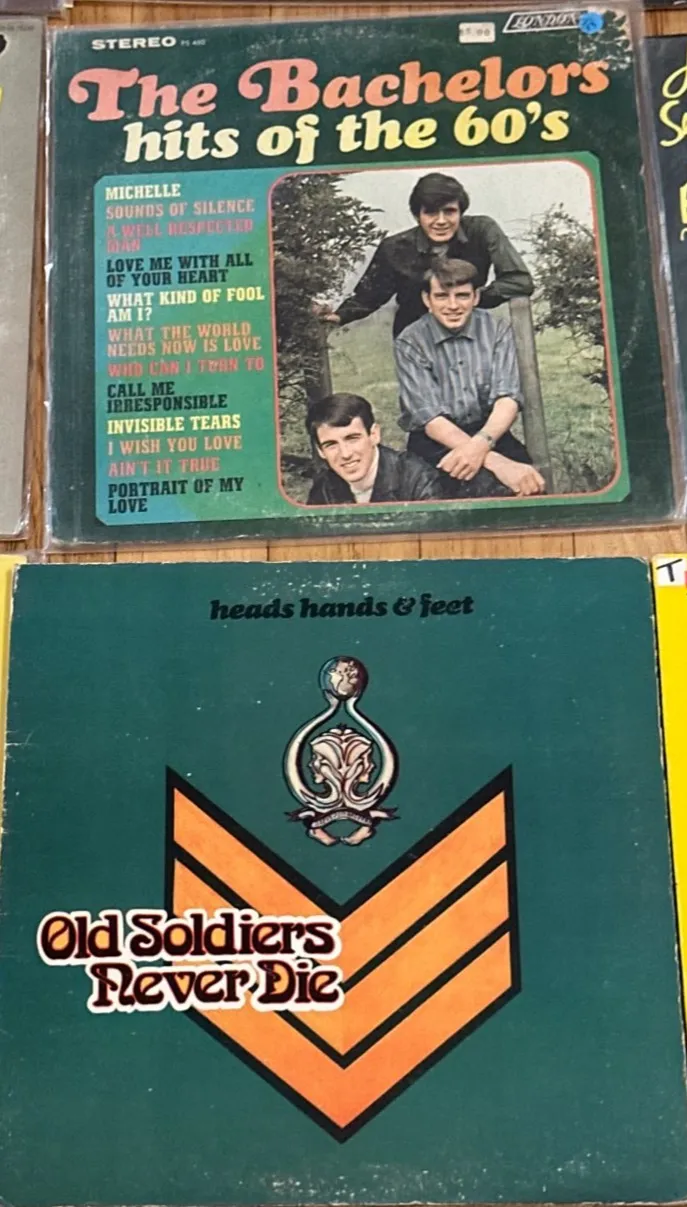 STEREO PS 460
LONDON
The Bachelors
hits of the 60's
MICHELLE
SOUNDS OF SILENCE
A WELL RESPECTED
MAN
LOVE ME WITH ALL
OF YOUR HEART
WHAT KIND OF FOOL
AM I?
WHAT THE WORLD
NEEDS NOW IS LOVE
WHO CAN I TURN TO
CALL ME
IRRESPONSIBLE
INVISIBLE TEARS
I WISH YOU LOVE
AIN'T IT TRUE
PORTRAIT OF MY
LOVE
heads hands & feet
Old Soldiers
Never Die
T